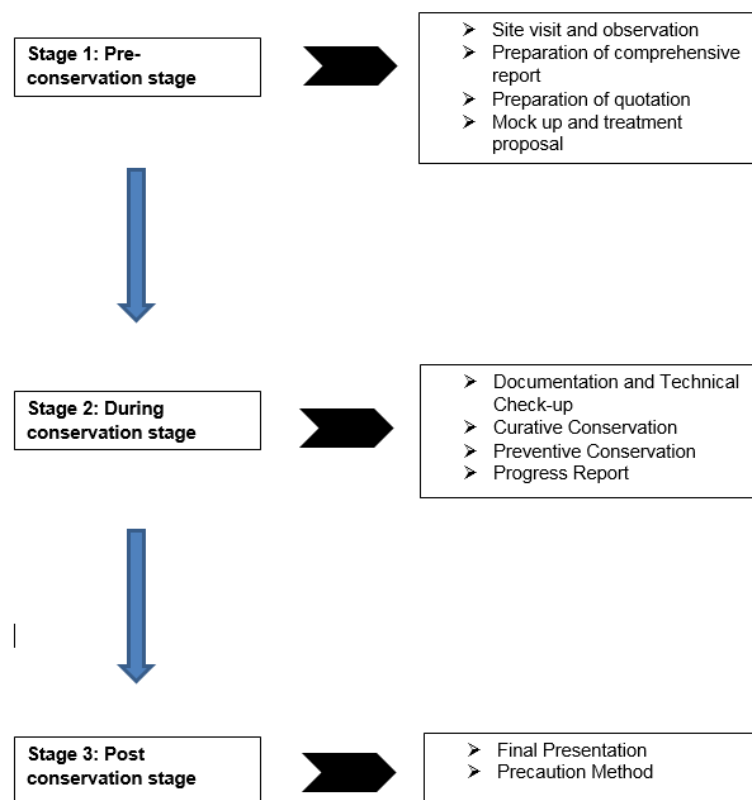 Stage 1: Pre-
conservation stage
➢ Site visit and observation
➢ Preparation of comprehensive
report
➢ Preparation of quotation
➢ Mock up and treatment
proposal
Stage 2: During
conservation stage
➢ Documentation and Technical
Check-up
➢ Curative Conservation
➢ Preventive Conservation
➢ Progress Report
Stage 3: Post
conservation stage
➢ Final Presentation
➢ Precaution Method